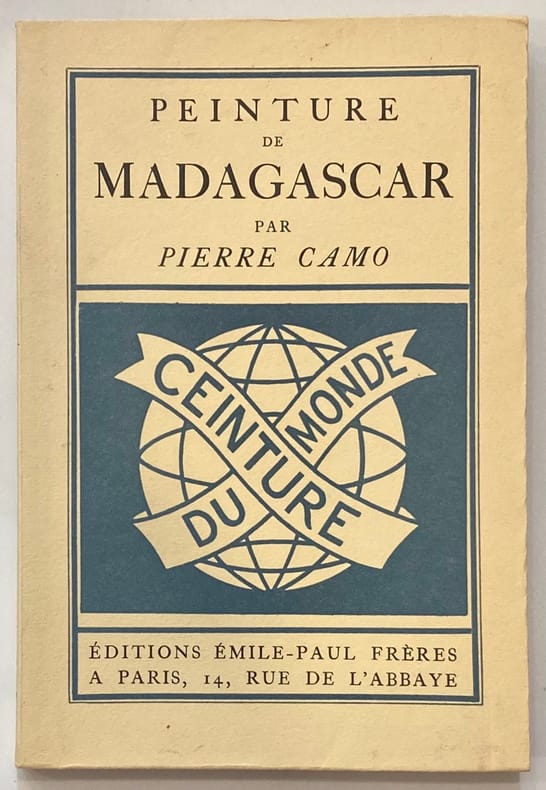 PEINTURE
DE
MADAGASCAR
PAR
PIERRE CAMO
CEINTURE
DU MONDE
ÉDITIONS ÉMILE-PAUL FRÈRES
A PARIS, 14, RUE DE L'ABBAYE